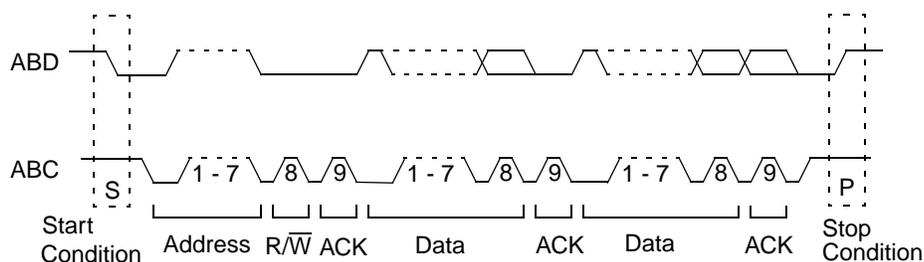 ABD
ABC 1 - 7 8 9 1 - 7 8 9 1 - 7 8 9
S P
Start Condition Address R/W̅ ACK Data ACK Data ACK Stop Condition